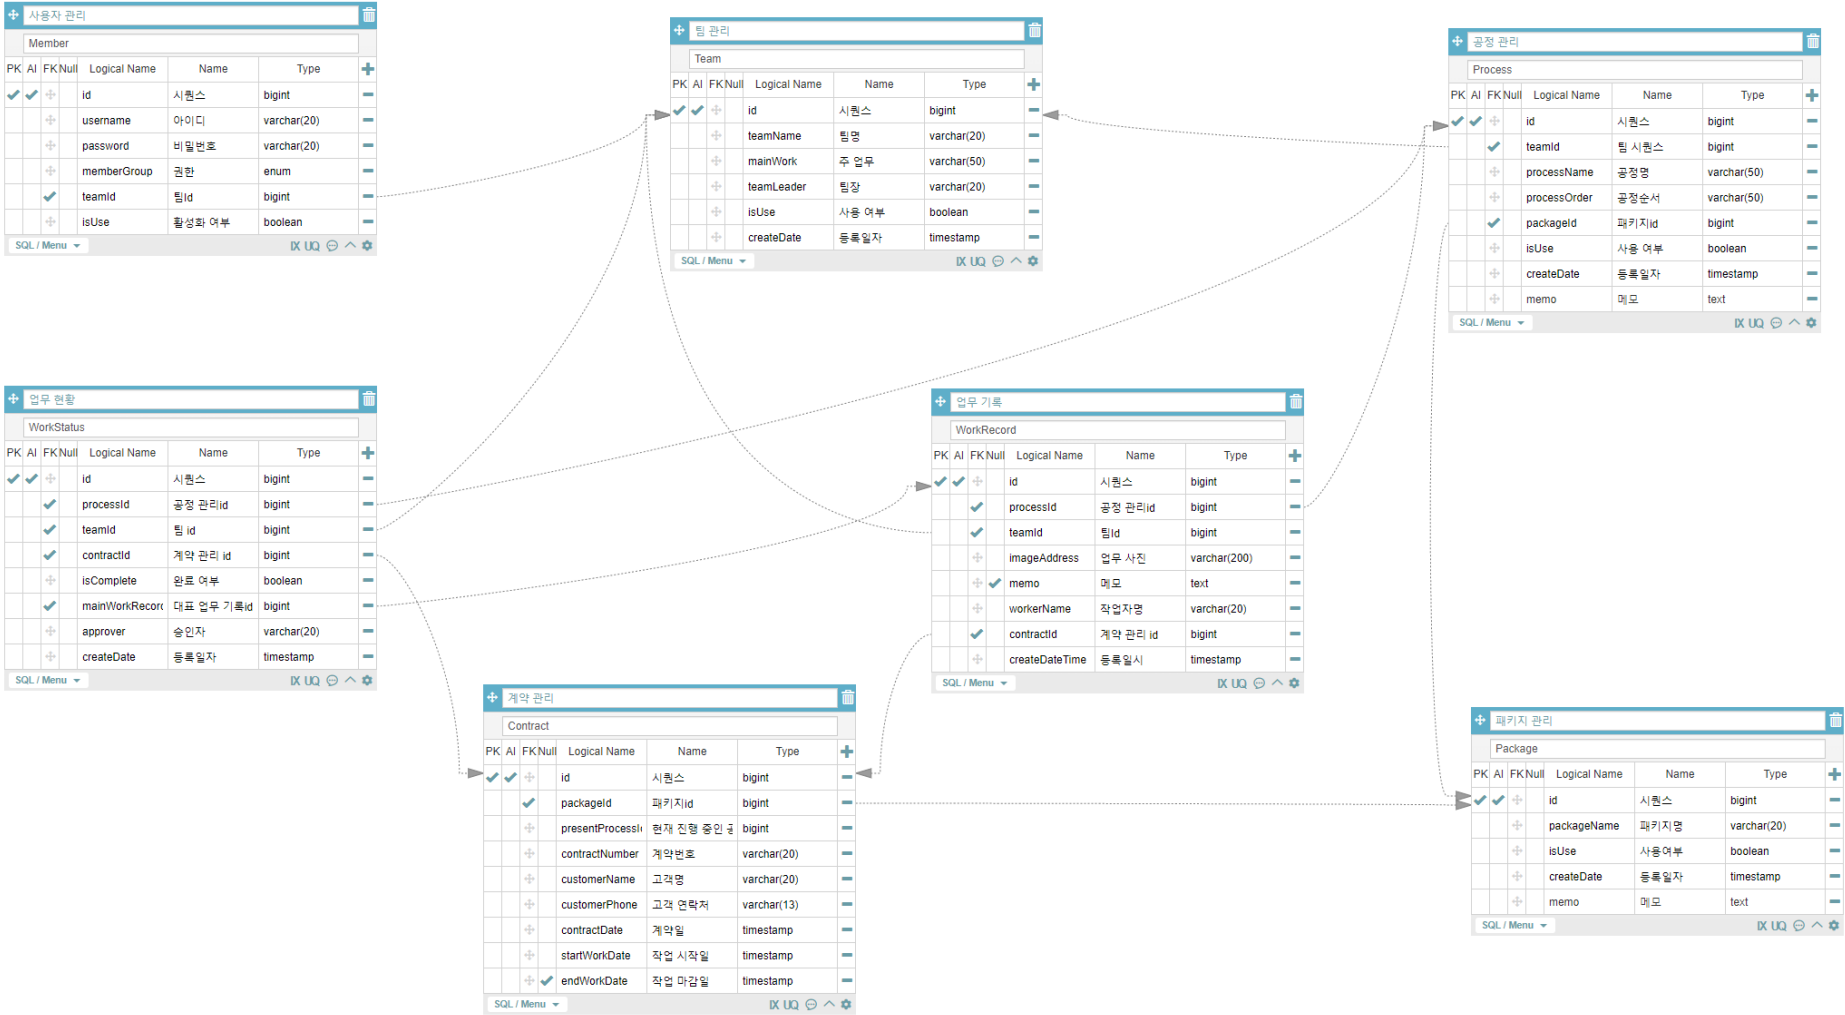 사용자 관리
Member
PK AI FK Null Logical Name Name Type
id 시퀀스 bigint
username 아이디 varchar(20)
password 비밀번호 varchar(20)
memberGroup 권한 enum
teamId 팀Id bigint
isUse 활성화 여부 boolean
SQL / Menu IX UQ
팀 관리
Team
PK AI FK Null Logical Name Name Type
id 시퀀스 bigint
teamName 팀명 varchar(20)
mainWork 주 업무 varchar(50)
teamLeader 팀장 varchar(20)
isUse 사용 여부 boolean
createDate 등록일자 timestamp
SQL / Menu IX UQ
공정 관리
Process
PK AI FK Null Logical Name Name Type
id 시퀀스 bigint
teamId 팀 시퀀스 bigint
processName 공정명 varchar(50)
processOrder 공정순서 varchar(50)
packageId 패키지id bigint
isUse 사용 여부 boolean
createDate 등록일자 timestamp
memo 메모 text
SQL / Menu IX UQ
업무 현황
WorkStatus
PK AI FK Null Logical Name Name Type
id 시퀀스 bigint
processId 공정 관리id bigint
teamId 팀 id bigint
contractId 계약 관리 id bigint
isComplete 완료 여부 boolean
mainWorkRecor 대표 업무 기록id bigint
approver 승인자 varchar(20)
createDate 등록일자 timestamp
SQL / Menu IX UQ
업무 기록
WorkRecord
PK AI FK Null Logical Name Name Type
id 시퀀스 bigint
processId 공정 관리id bigint
teamId 팀Id bigint
imageAddress 업무 사진 varchar(200)
memo 메모 text
workerName 작업자명 varchar(20)
contractId 계약 관리 id bigint
createDateTime 등록일시 timestamp
SQL / Menu IX UQ
계약 관리
Contract
PK AI FK Null Logical Name Name Type
id 시퀀스 bigint
packageId 패키지id bigint
presentProcessI 현재 진행 중인 bigint
contractNumber 계약번호 varchar(20)
customerName 고객명 varchar(20)
customerPhone 고객 연락처 varchar(13)
contractDate 계약일 timestamp
startWorkDate 작업 시작일 timestamp
endWorkDate 작업 마감일 timestamp
SQL / Menu IX UQ
패키지 관리
Package
PK AI FK Null Logical Name Name Type
id 시퀀스 bigint
packageName 패키지명 varchar(20)
isUse 사용여부 boolean
createDate 등록일자 timestamp
memo 메모 text
SQL / Menu IX UQ